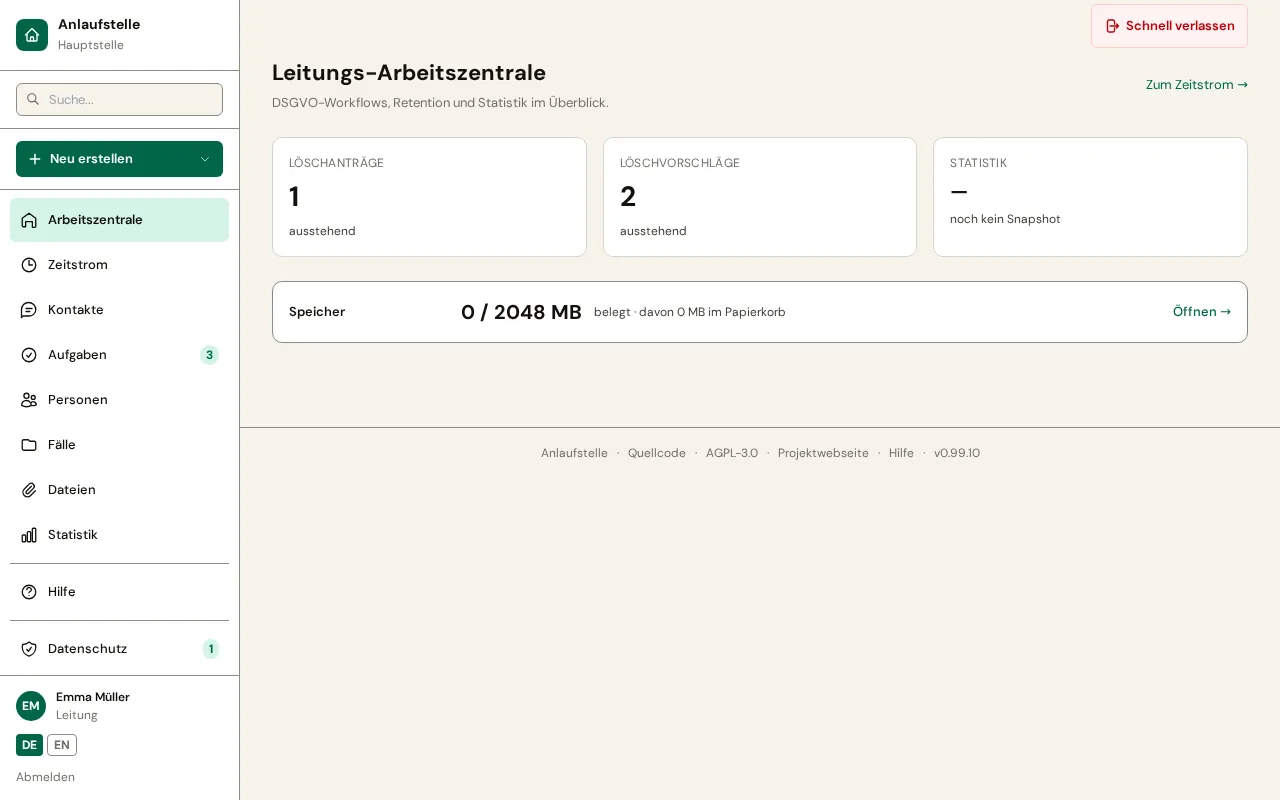 Anlaufstelle
Hauptstelle
Suche...
Neu erstellen
Arbeitszentrale
Zeitstrom
Kontakte
Aufgaben 3
Personen
Fälle
Dateien
Statistik
Hilfe
Datenschutz 1
EM
Emma Müller
Leitung
DE EN
Abmelden
Schnell verlassen
Leitungs-Arbeitszentrale
DSGVO-Workflows, Retention und Statistik im Überblick.
Zum Zeitstrom →
LÖSCHANTRÄGE
1
ausstehend
LÖSCHVORSCHLÄGE
2
ausstehend
STATISTIK
—
noch kein Snapshot
Speicher 0 / 2048 MB belegt · davon 0 MB im Papierkorb Öffnen →
Anlaufstelle · Quellcode · AGPL-3.0 · Projektwebseite · Hilfe · v0.99.10